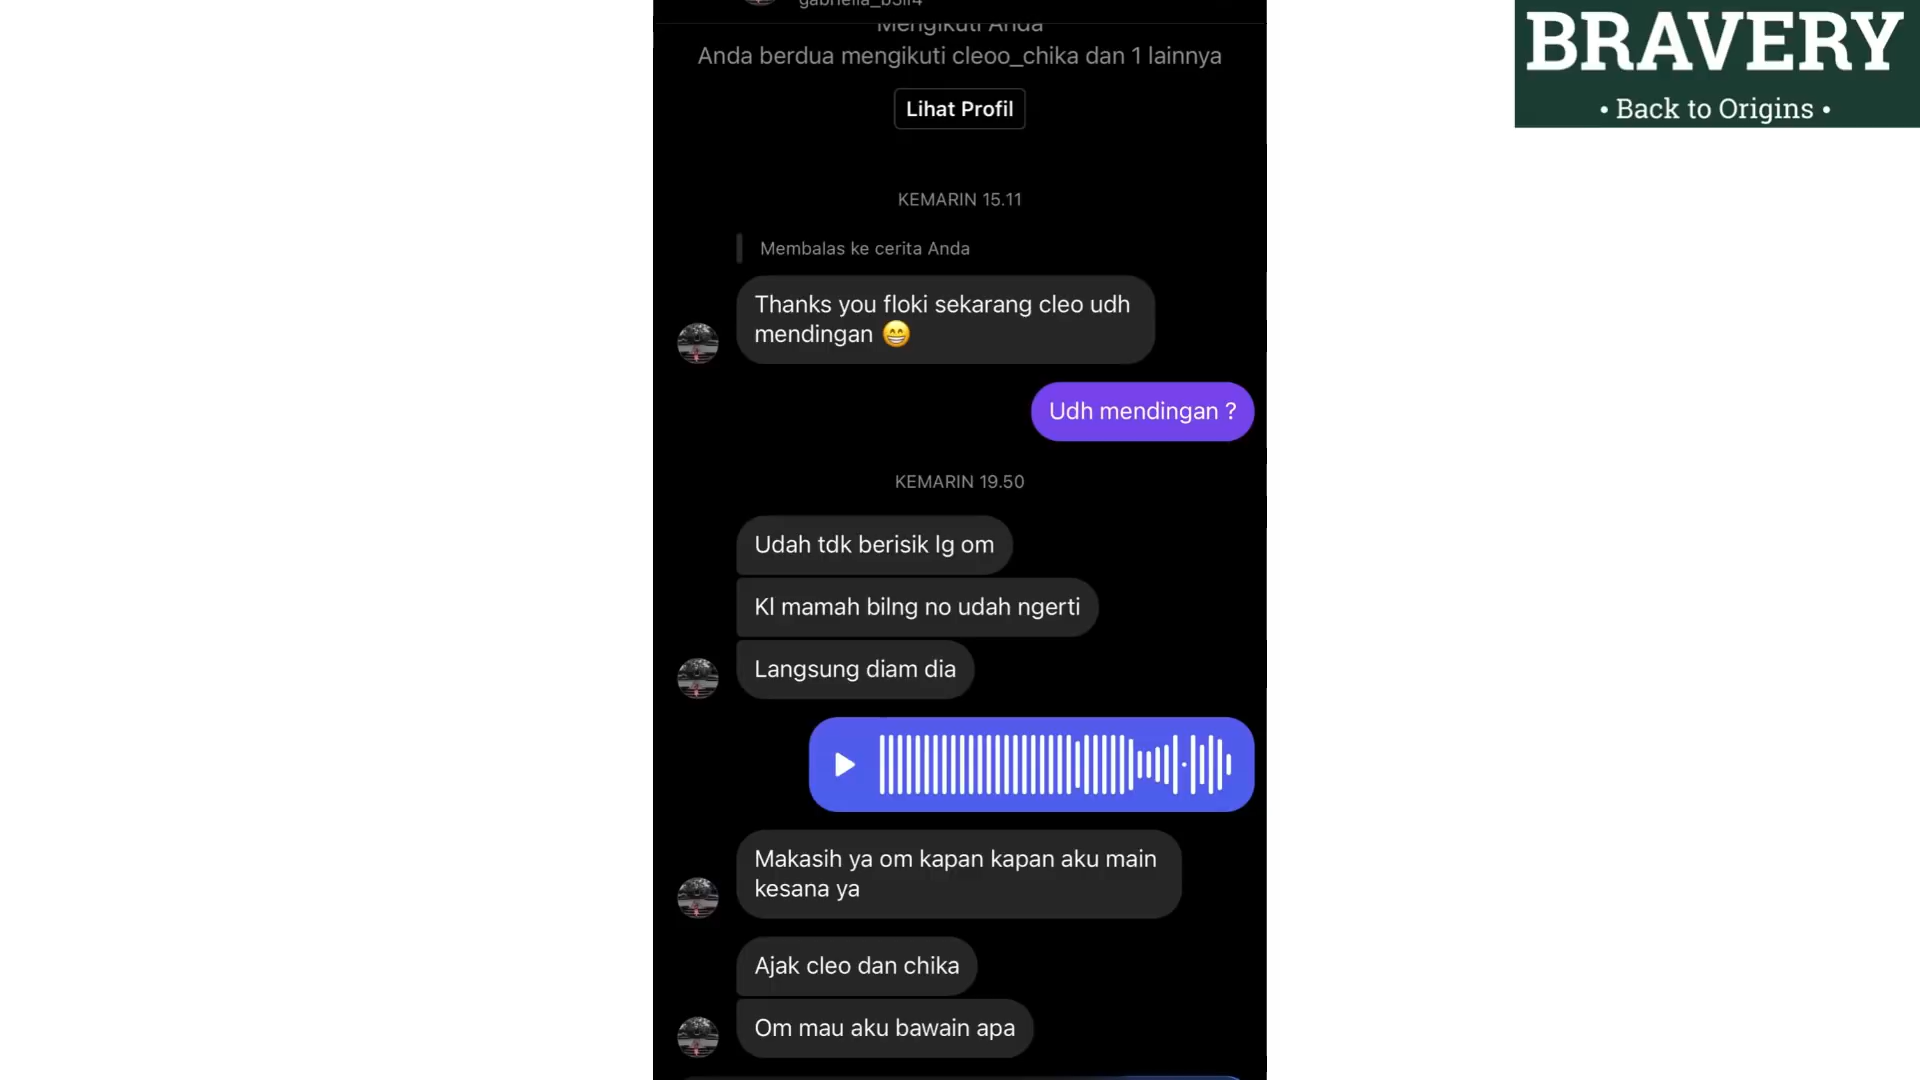 Mengikuti Anda
Anda berdua mengikuti cleoo_chika dan 1 lainnya
Lihat Profil
KEMARIN 15.11
Membalas ke cerita Anda
Thanks you floki sekarang cleo udh
mendingan 😁
Udh mendingan ?
KEMARIN 19.50
Udah tdk berisik lg om
Kl mamah bilng no udah ngerti
Langsung diam dia
Makasih ya om kapan kapan aku main
kesana ya
Ajak cleo dan chika
Om mau aku bawain apa
BRAVERY
• Back to Origins •